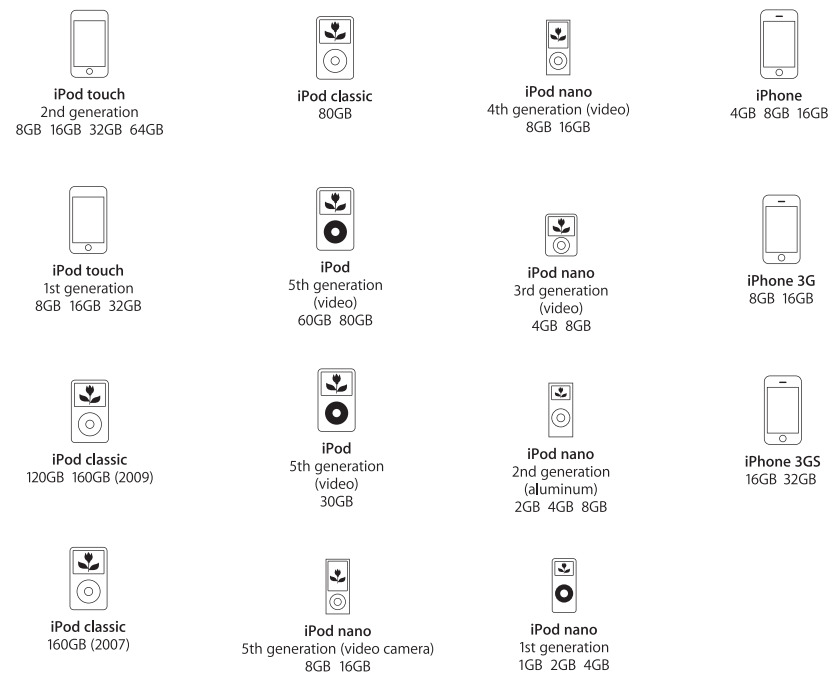 iPod touch
2nd generation
8GB 16GB 32GB 64GB
iPod classic
80GB
iPod nano
4th generation (video)
8GB 16GB
iPhone
4GB 8GB 16GB
iPod touch
1st generation
8GB 16GB 32GB
iPod
5th generation
(video)
60GB 80GB
iPod nano
3rd generation
(video)
4GB 8GB
iPhone 3G
8GB 16GB
iPod classic
120GB 160GB (2009)
iPod
5th generation
(video)
30GB
iPod nano
2nd generation
(aluminum)
2GB 4GB 8GB
iPhone 3GS
16GB 32GB
iPod classic
160GB (2007)
iPod nano
5th generation (video camera)
8GB 16GB
iPod nano
1st generation
1GB 2GB 4GB